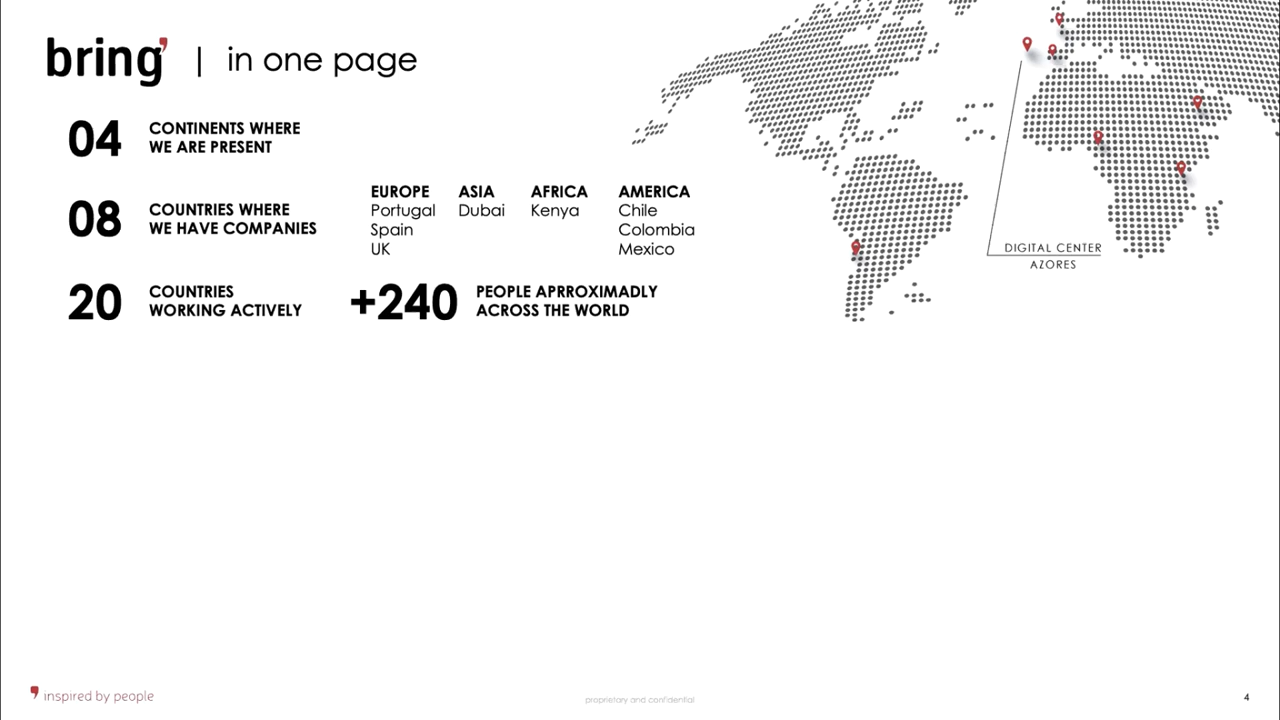 bring' | in one page
04 CONTINENTS WHERE
WE ARE PRESENT
08 COUNTRIES WHERE
WE HAVE COMPANIES
EUROPE ASIA AFRICA AMERICA
Portugal Dubai Kenya Chile
Spain Colombia
UK Mexico
20 COUNTRIES
WORKING ACTIVELY
+240 PEOPLE APRROXIMADLY
ACROSS THE WORLD
DIGITAL CENTER
AZORES
inspired by people
proprietary and confidential
4